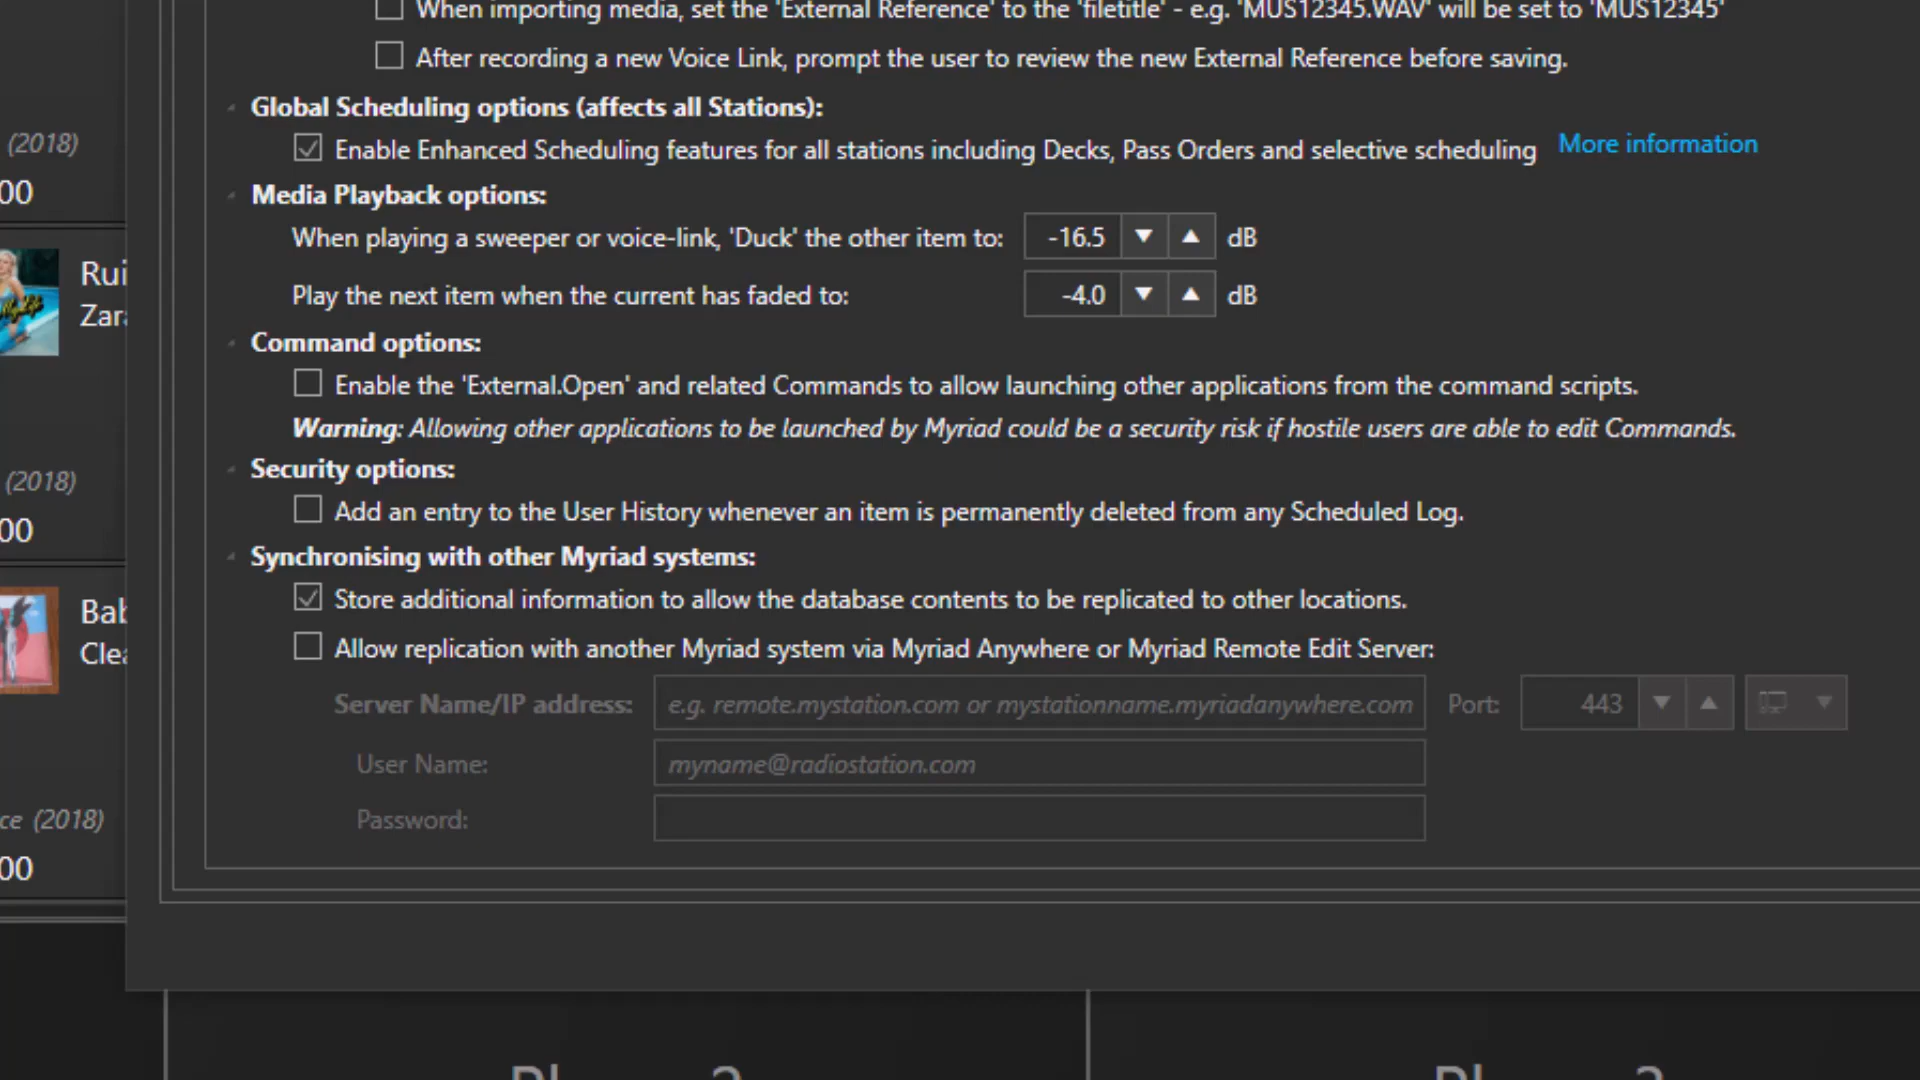 When importing media, set the 'External Reference' to the 'filetitle' - e.g. 'MUS12345.WAV' will be set to 'MUS12345'
After recording a new Voice Link, prompt the user to review the new External Reference before saving.
Global Scheduling options (affects all Stations):
Enable Enhanced Scheduling features for all stations including Decks, Pass Orders and selective scheduling More information
Media Playback options:
When playing a sweeper or voice-link, 'Duck' the other item to: -16.5 dB
Play the next item when the current has faded to: -4.0 dB
Command options:
Enable the 'External.Open' and related Commands to allow launching other applications from the command scripts.
Warning: Allowing other applications to be launched by Myriad could be a security risk if hostile users are able to edit Commands.
Security options:
Add an entry to the User History whenever an item is permanently deleted from any Scheduled Log.
Synchronising with other Myriad systems:
Store additional information to allow the database contents to be replicated to other locations.
Allow replication with another Myriad system via Myriad Anywhere or Myriad Remote Edit Server:
Server Name/IP address: e.g. remote.mystation.com or mystationname.myriadanywhere.com Port: 443
User Name: myname@radiostation.com
Password:
(2018)
00
Rui
Zara
(2018)
00
Bab
Clea
ce (2018)
00